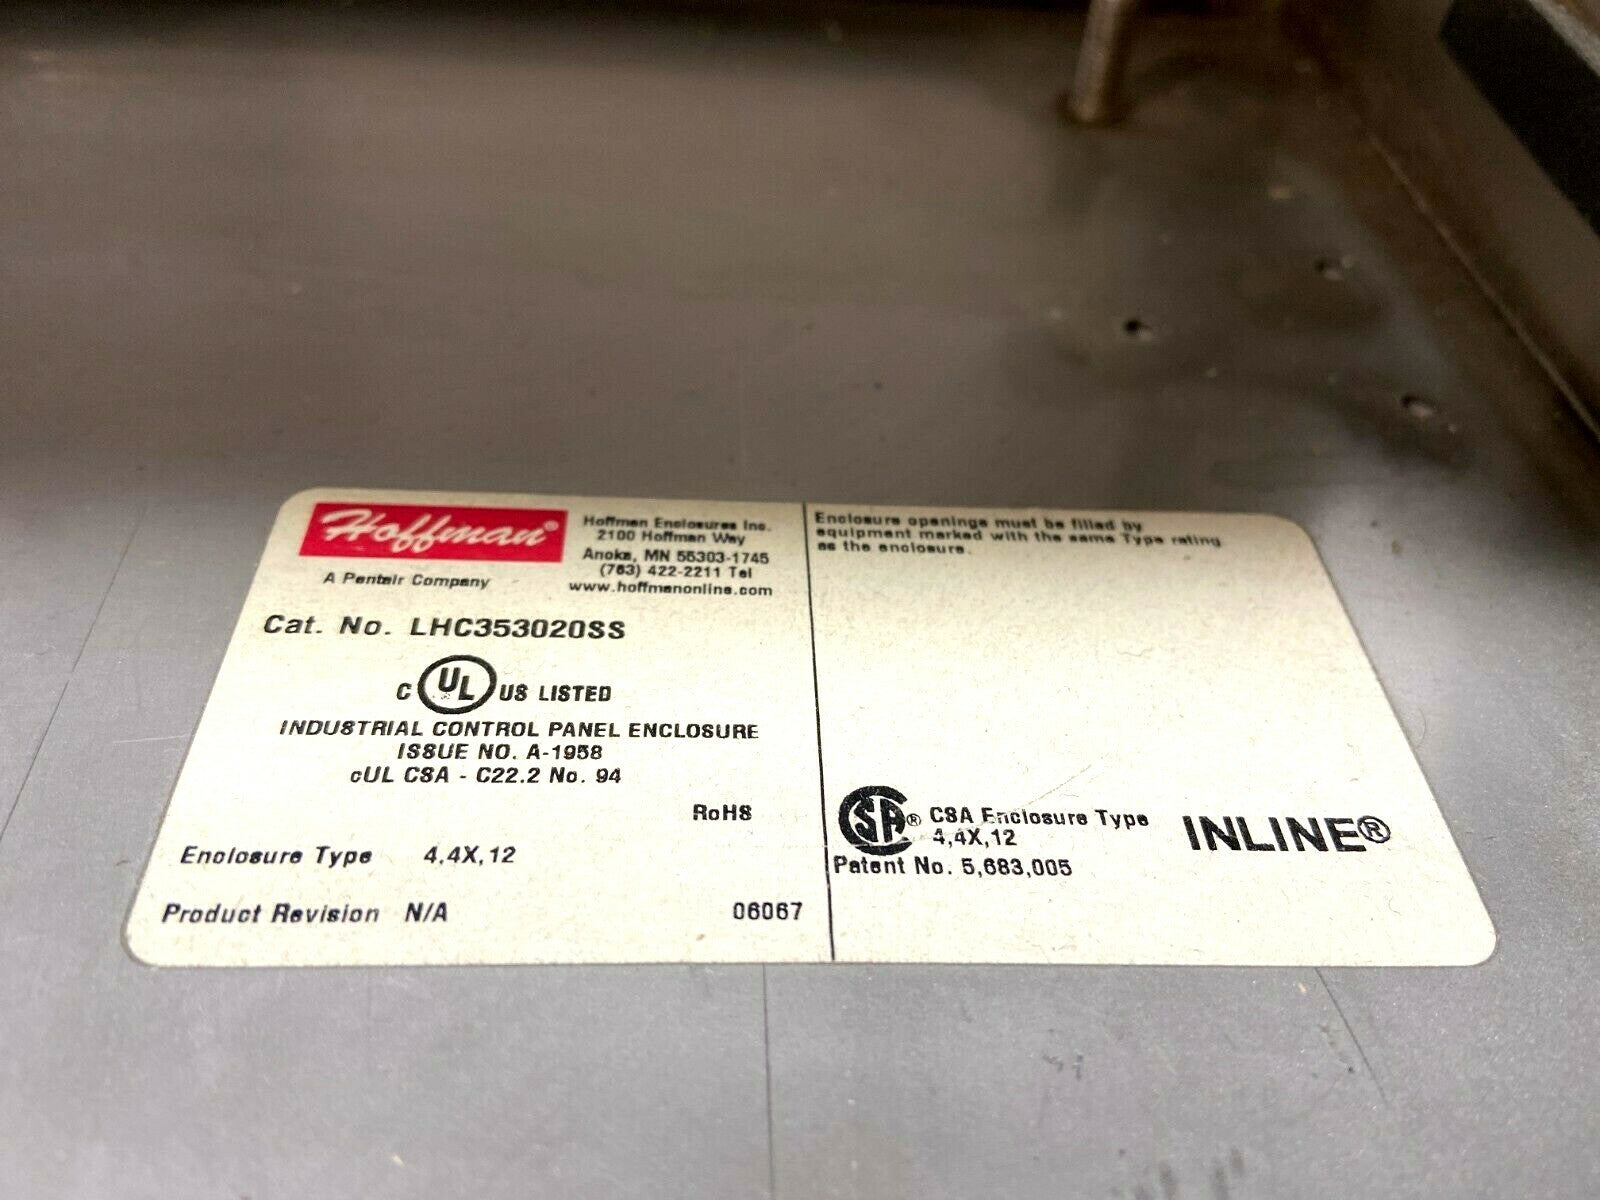 Hoffman®
A Pentair Company
Hoffman Enclosures Inc.
2100 Hoffman Way
Anoka, MN 55303-1745
(763) 422-2211 Tel
www.hoffmanonline.com
Cat. No. LHC353020SS
C UL US LISTED
INDUSTRIAL CONTROL PANEL ENCLOSURE
ISSUE NO. A-1958
cUL CSA - C22.2 No. 94
RoHS
Enclosure Type 4,4X,12
Product Revision N/A
06067
Enclosure openings must be filled by
equipment marked with the same Type rating
as the enclosure.
CSA® CSA Enclosure Type
4,4X,12
Patent No. 5,683,005
INLINE®